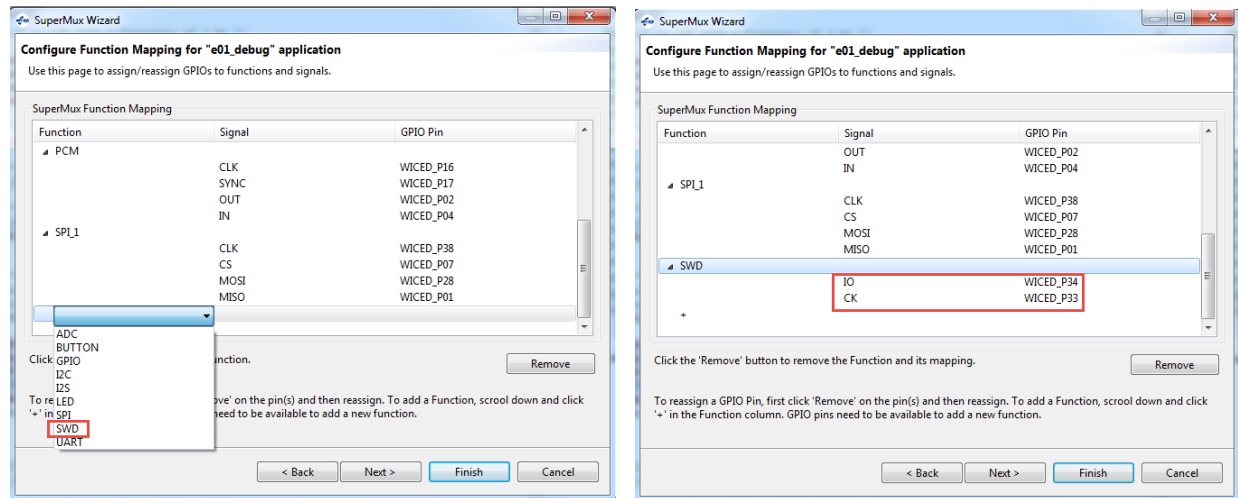 SuperMux Wizard
Configure Function Mapping for "e01_debug" application
Use this page to assign/reassign GPIOs to functions and signals.
SuperMux Function Mapping
Function Signal GPIO Pin
PCM
CLK WICED_P16
SYNC WICED_P17
OUT WICED_P02
IN WICED_P04
SPI_1
CLK WICED_P38
CS WICED_P07
MOSI WICED_P28
MISO WICED_P01
ADC
BUTTON
GPIO
I2C
I2S
LED
SPI
SWD
UART
Click unction.
Remove
To re ove' on the pin(s) and then reassign. To add a Function, scrool down and click
'+' in need to be available to add a new function.
< Back Next > Finish Cancel
SuperMux Wizard
Configure Function Mapping for "e01_debug" application
Use this page to assign/reassign GPIOs to functions and signals.
SuperMux Function Mapping
Function Signal GPIO Pin
OUT WICED_P02
IN WICED_P04
SPI_1
CLK WICED_P38
CS WICED_P07
MOSI WICED_P28
MISO WICED_P01
SWD
IO WICED_P34
CK WICED_P33
+
Click the 'Remove' button to remove the Function and its mapping.
Remove
To reassign a GPIO Pin, first click 'Remove' on the pin(s) and then reassign. To add a Function, scrool down and click
'+' in the Function column. GPIO pins need to be available to add a new function.
< Back Next > Finish Cancel